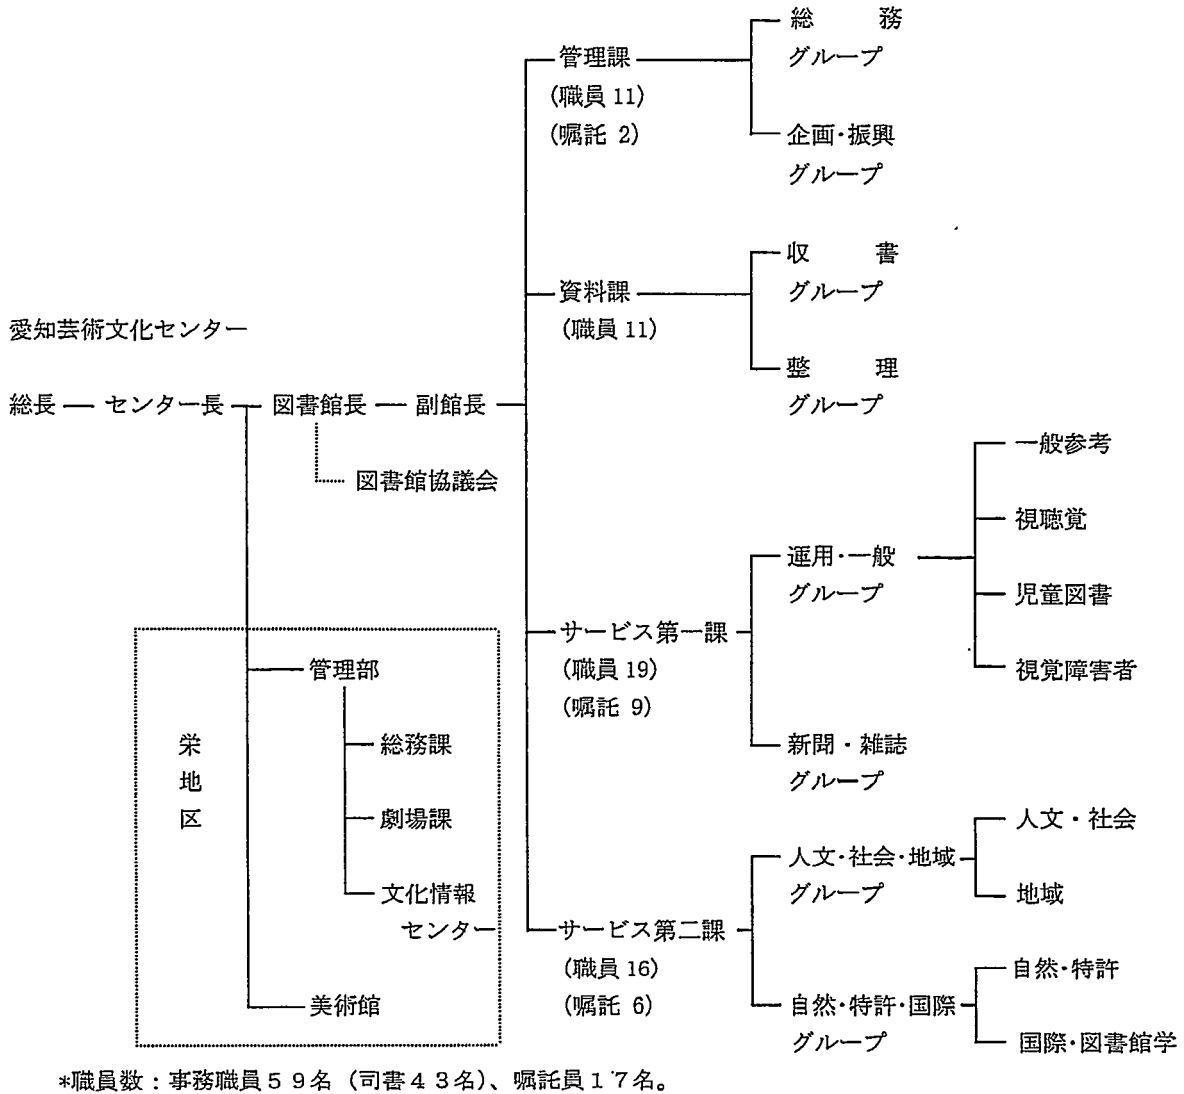 総務
グループ
管理課
(職員 11)
(嘱託 2)
企画・振興
グループ
収書
グループ
資料課
(職員 11)
整理
グループ
愛知芸術文化センター
総長 センター長 図書館長 副館長
図書館協議会
一般参考
視聴覚
運用・一般
グループ
児童図書
視覚障害者
サービス第一課
(職員 19)
(嘱託 9)
新聞・雑誌
グループ
栄地区
管理部
総務課
劇場課
文化情報
センター
美術館
人文・社会・地域
グループ
人文・社会
地域
サービス第二課
(職員 16)
(嘱託 6)
自然・特許・国際
グループ
自然・特許
国際・図書館学
*職員数：事務職員５９名（司書４３名）、嘱託員１７名。